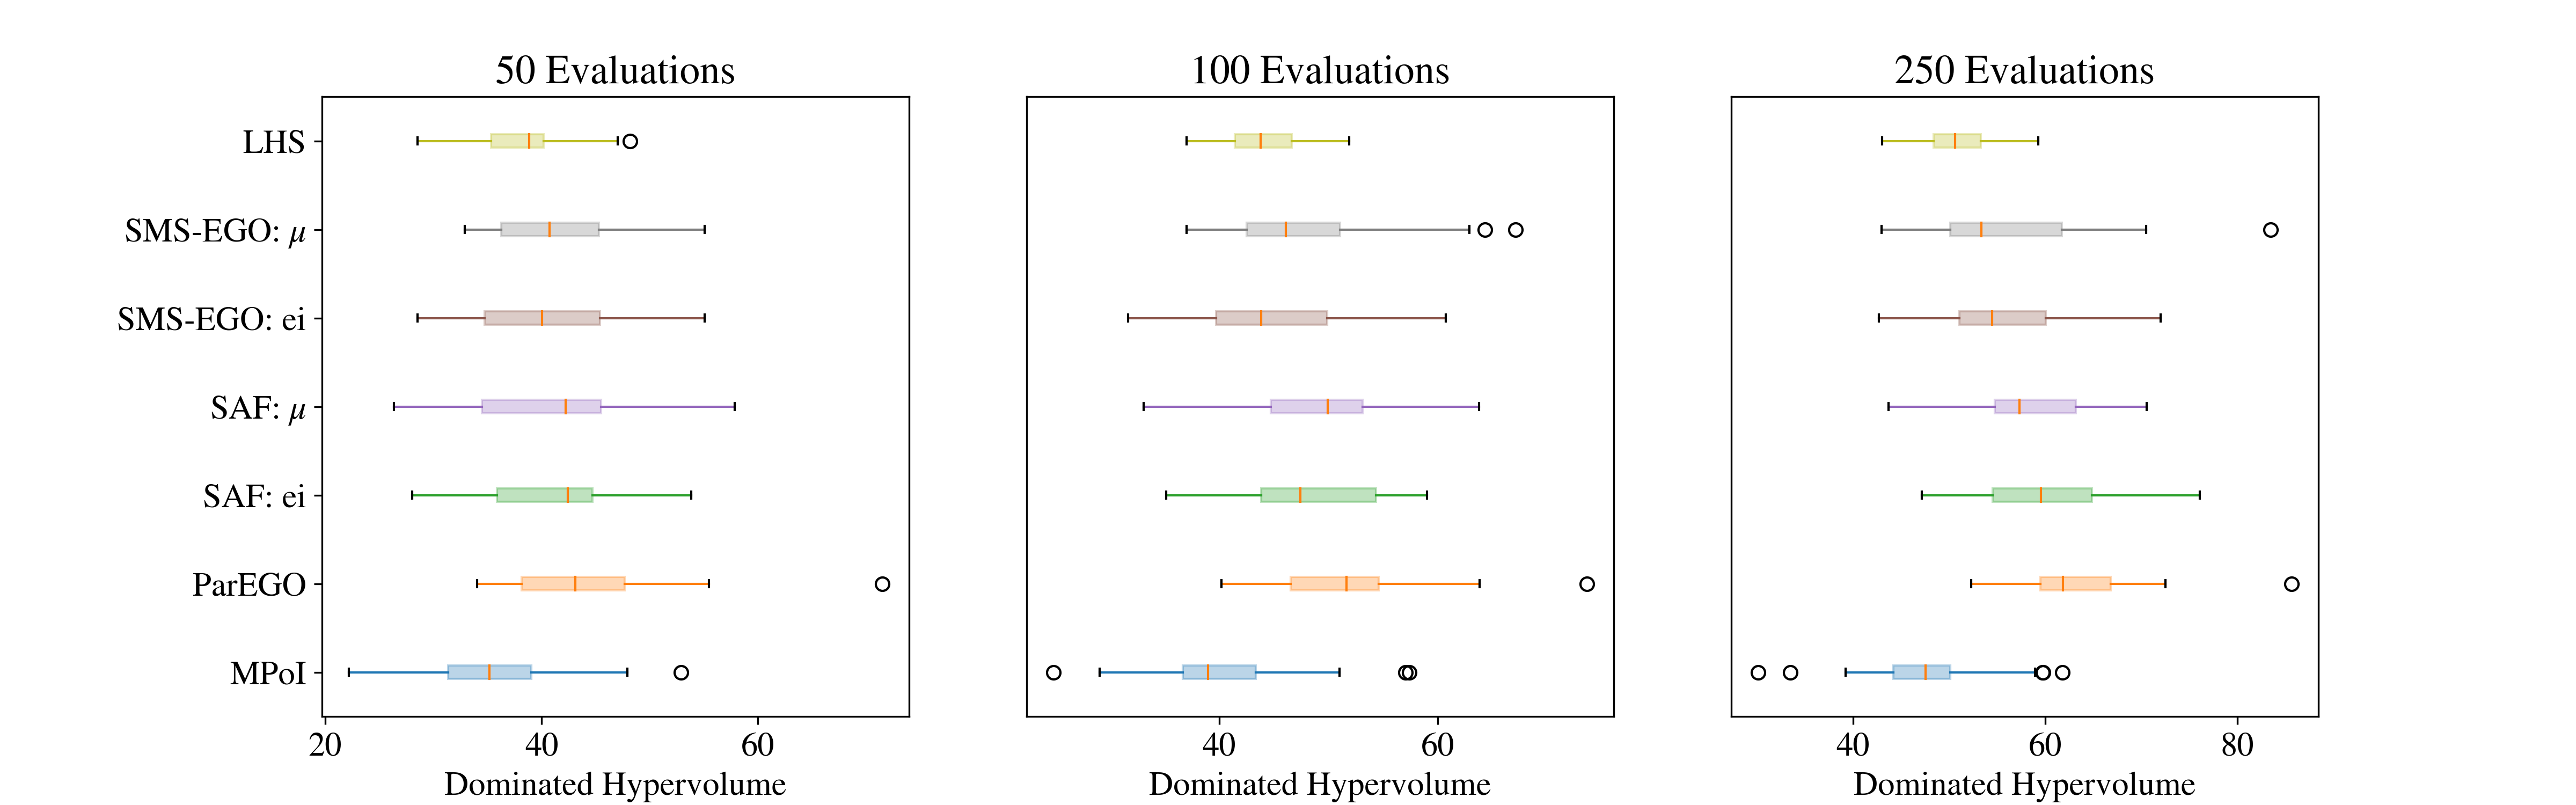 50 Evaluations
100 Evaluations
250 Evaluations
LHS
SMS-EGO: μ
SMS-EGO: ei
SAF: μ
SAF: ei
ParEGO
MPoI
20 40 60
40 60
40 60 80
Dominated Hypervolume
Dominated Hypervolume
Dominated Hypervolume